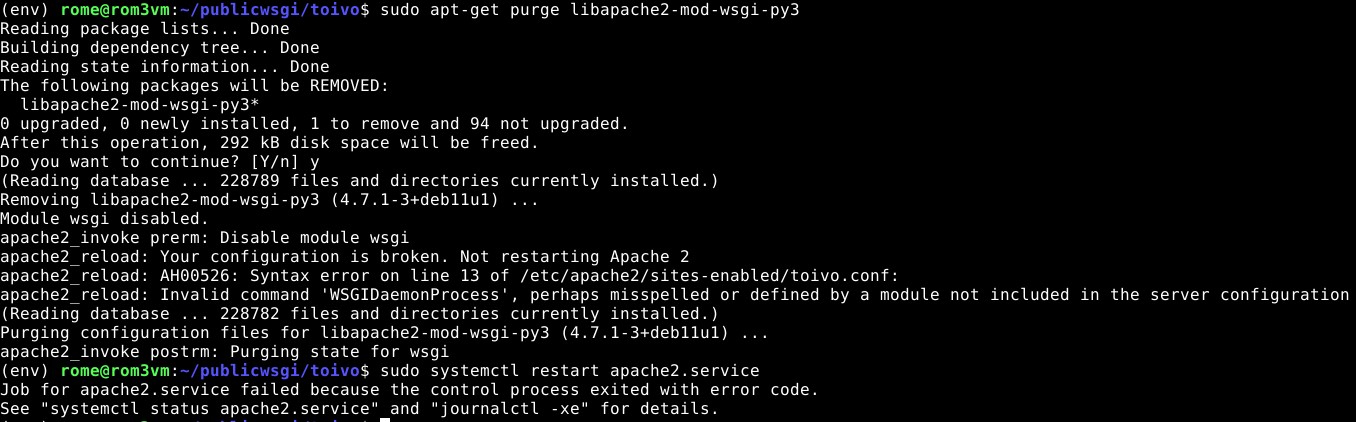 (env) rome@rom3vm:~/publicwsgi/toivo$ sudo apt-get purge libapache2-mod-wsgi-py3
Reading package lists... Done
Building dependency tree... Done
Reading state information... Done
The following packages will be REMOVED:
  libapache2-mod-wsgi-py3*
0 upgraded, 0 newly installed, 1 to remove and 94 not upgraded.
After this operation, 292 kB disk space will be freed.
Do you want to continue? [Y/n] y
(Reading database ... 228789 files and directories currently installed.)
Removing libapache2-mod-wsgi-py3 (4.7.1-3+deb11u1) ...
Module wsgi disabled.
apache2_invoke prerm: Disable module wsgi
apache2_reload: Your configuration is broken. Not restarting Apache 2
apache2_reload: AH00526: Syntax error on line 13 of /etc/apache2/sites-enabled/toivo.conf:
apache2_reload: Invalid command 'WSGIDaemonProcess', perhaps misspelled or defined by a module not included in the server configuration
(Reading database ... 228782 files and directories currently installed.)
Purging configuration files for libapache2-mod-wsgi-py3 (4.7.1-3+deb11u1) ...
apache2_invoke postrm: Purging state for wsgi
(env) rome@rom3vm:~/publicwsgi/toivo$ sudo systemctl restart apache2.service
Job for apache2.service failed because the control process exited with error code.
See "systemctl status apache2.service" and "journalctl -xe" for details.